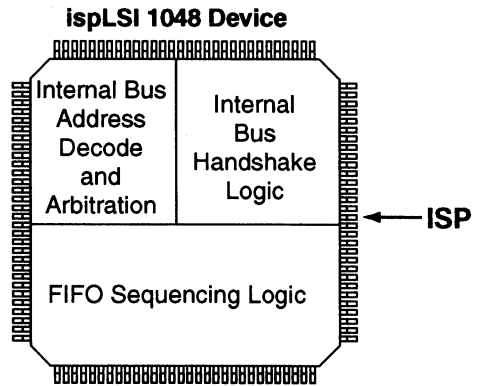 ispLSI 1048 Device
Internal Bus
Address
Decode
and
Arbitration
Internal
Bus
Handshake
Logic
ISP
FIFO Sequencing Logic